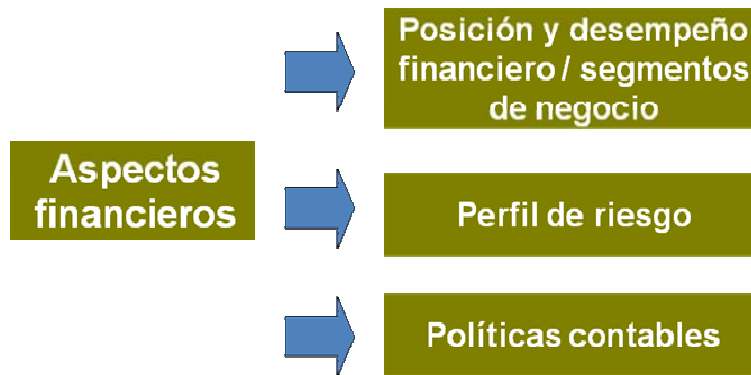 Posición y desempeño
financiero / segmentos
de negocio
Aspectos
financieros
Perfil de riesgo
Políticas contables